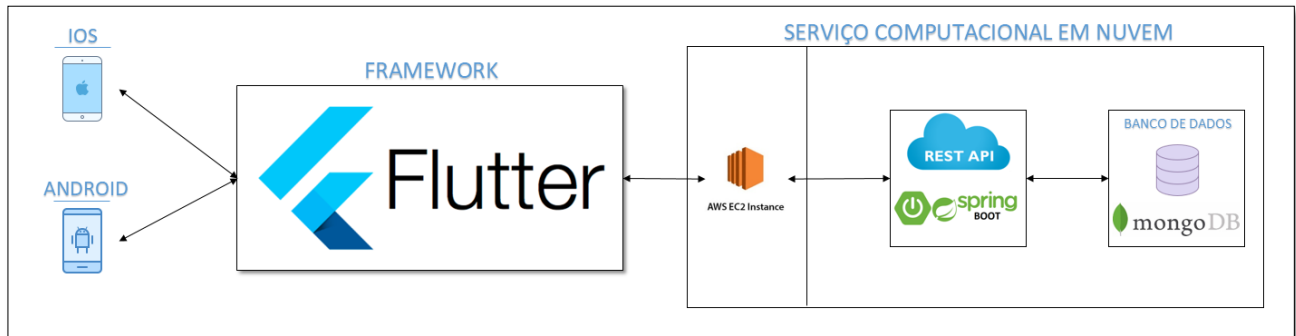 IOS
ANDROID
FRAMEWORK
Flutter
SERVIÇO COMPUTACIONAL EM NUVEM
AWS EC2 Instance
REST API
spring
BOOT
BANCO DE DADOS
mongoDB